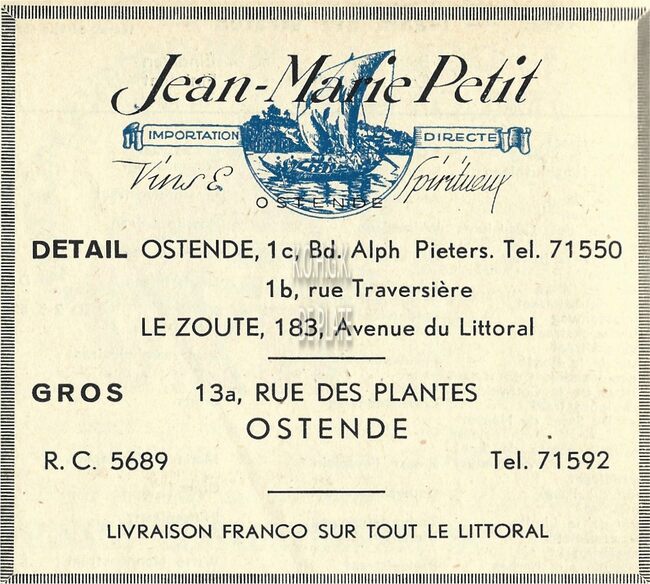 Jean-Marie Petit
IMPORTATION DIRECTE
Vins & Spiritueux
OSTENDE
DETAIL OSTENDE, 1c, Bd. Alph Pieters. Tel. 71550
1b, rue Traversière
LE ZOUTE, 183, Avenue du Littoral
GROS 13a, RUE DES PLANTES
OSTENDE
R. C. 5689 Tel. 71592
LIVRAISON FRANCO SUR TOUT LE LITTORAL